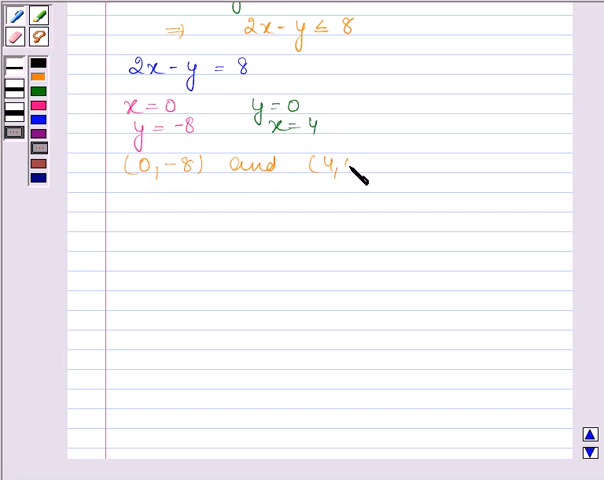 ⇒ 2x - y ≤ 8
2x - y = 8
x = 0 y = 0
y = -8 x = 4
(0, -8) and (4,